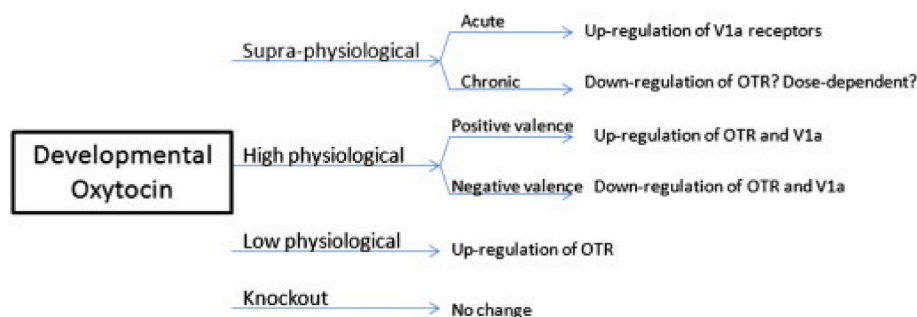 Acute
Up-regulation of V1a receptors
Supra-physiological
Chronic
Down-regulation of OTR? Dose-dependent?
Positive valence
Up-regulation of OTR and V1a
Developmental
Oxytocin
High physiological
Negative valence
Down-regulation of OTR and V1a
Low physiological
Up-regulation of OTR
Knockout
No change